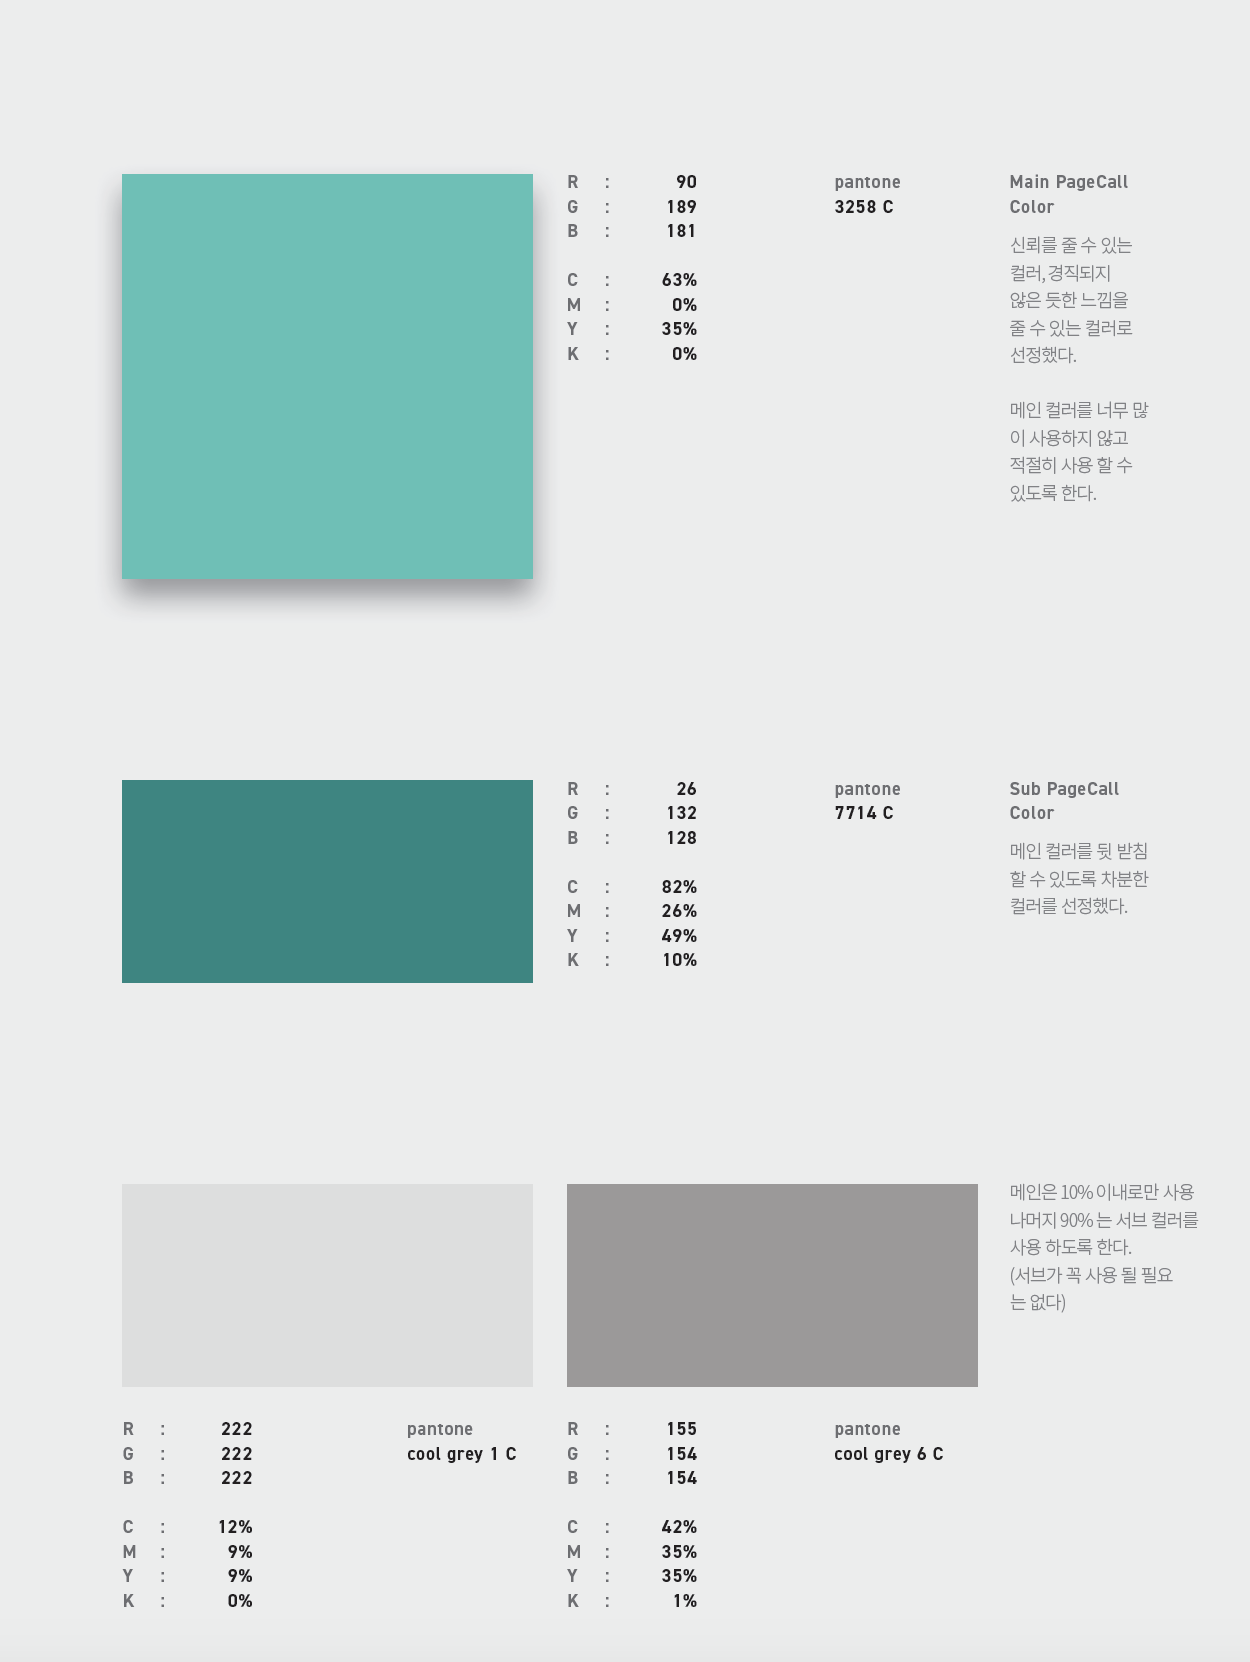 R : 90
G : 189
B : 181
C : 63%
M : 0%
Y : 35%
K : 0%
pantone
3258 C
Main PageCall
Color
신뢰를 줄 수 있는
컬러, 경직되지
않은 듯한 느낌을
줄 수 있는 컬러로
선정했다.
메인 컬러를 너무 많
이 사용하지 않고
적절히 사용 할 수
있도록 한다.
R : 26
G : 132
B : 128
C : 82%
M : 26%
Y : 49%
K : 10%
pantone
7714 C
Sub PageCall
Color
메인 컬러를 뒷 받침
할 수 있도록 차분한
컬러를 선정했다.
메인은 10% 이내로만 사용
나머지 90% 는 서브 컬러를
사용 하도록 한다.
(서브가 꼭 사용 될 필요
는 없다)
R : 222
G : 222
B : 222
C : 12%
M : 9%
Y : 9%
K : 0%
pantone
cool grey 1 C
R : 155
G : 154
B : 154
C : 42%
M : 35%
Y : 35%
K : 1%
pantone
cool grey 6 C